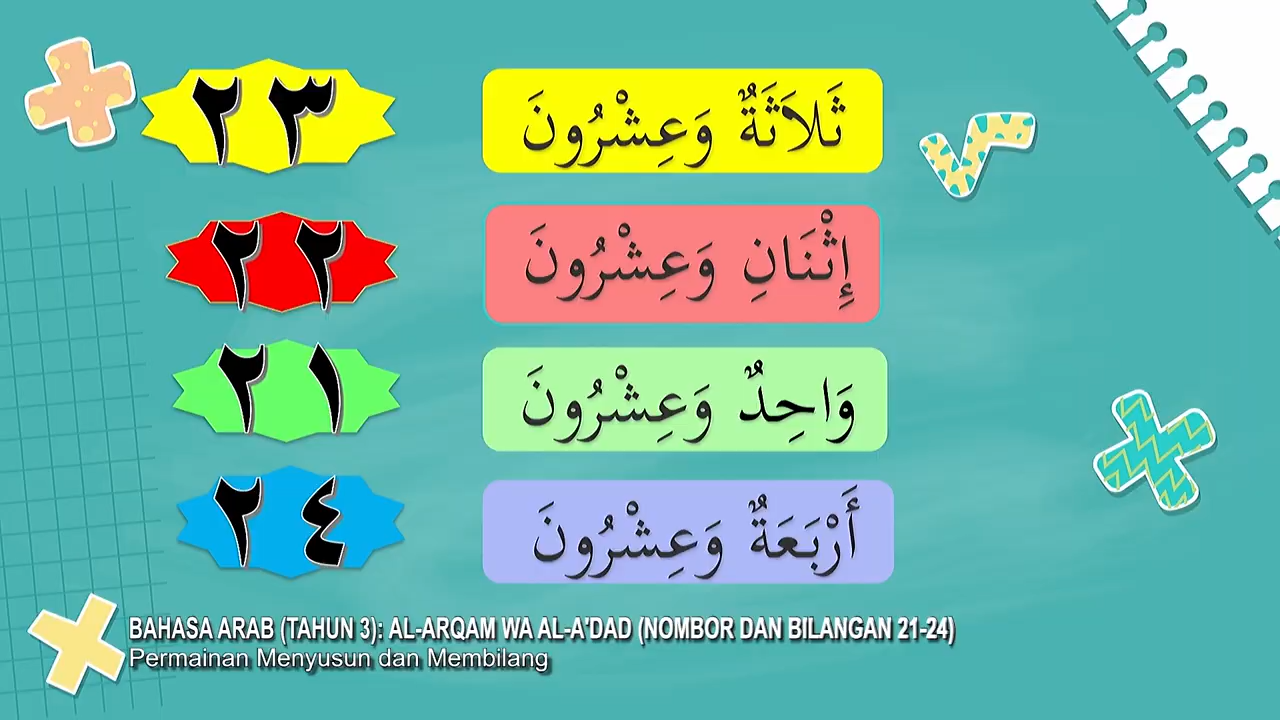 ٢٣ ثَلَاثَةٌ وَعِشْرُونَ
٢٢ إِثْنَانِ وَعِشْرُونَ
٢١ وَاحِدٌ وَعِشْرُونَ
٢٤ أَرْبَعَةٌ وَعِشْرُونَ
BAHASA ARAB (TAHUN 3): AL-ARQAM WA AL-A'DAD (NOMBOR DAN BILANGAN 21-24)
Permainan Menyusun dan Membilang